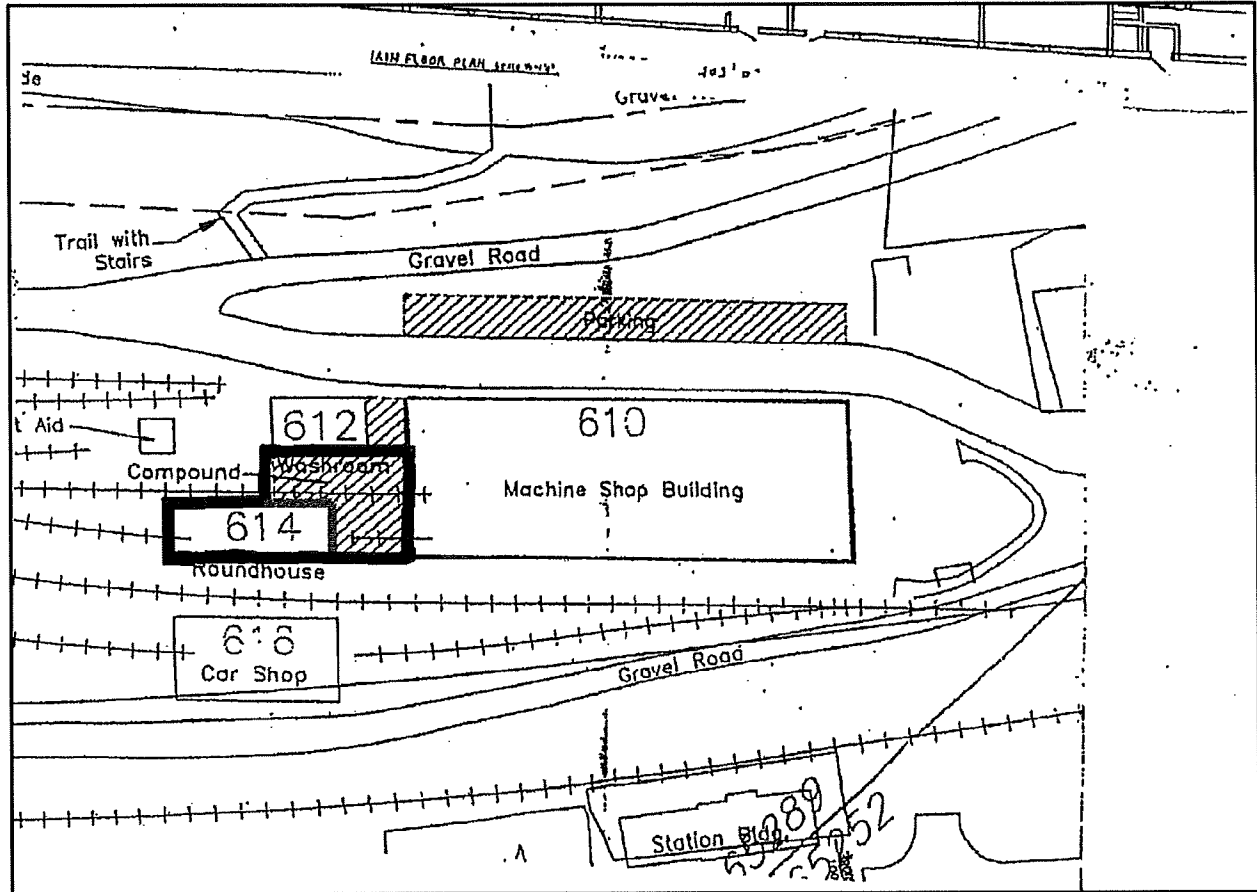 Gravel
Trail with
Stairs
Gravel Road
Parking
612
610
t Aid
Compound
Washroom
Machine Shop Building
614
Roundhouse
616
Car Shop
Gravel Road
Station Bldg.